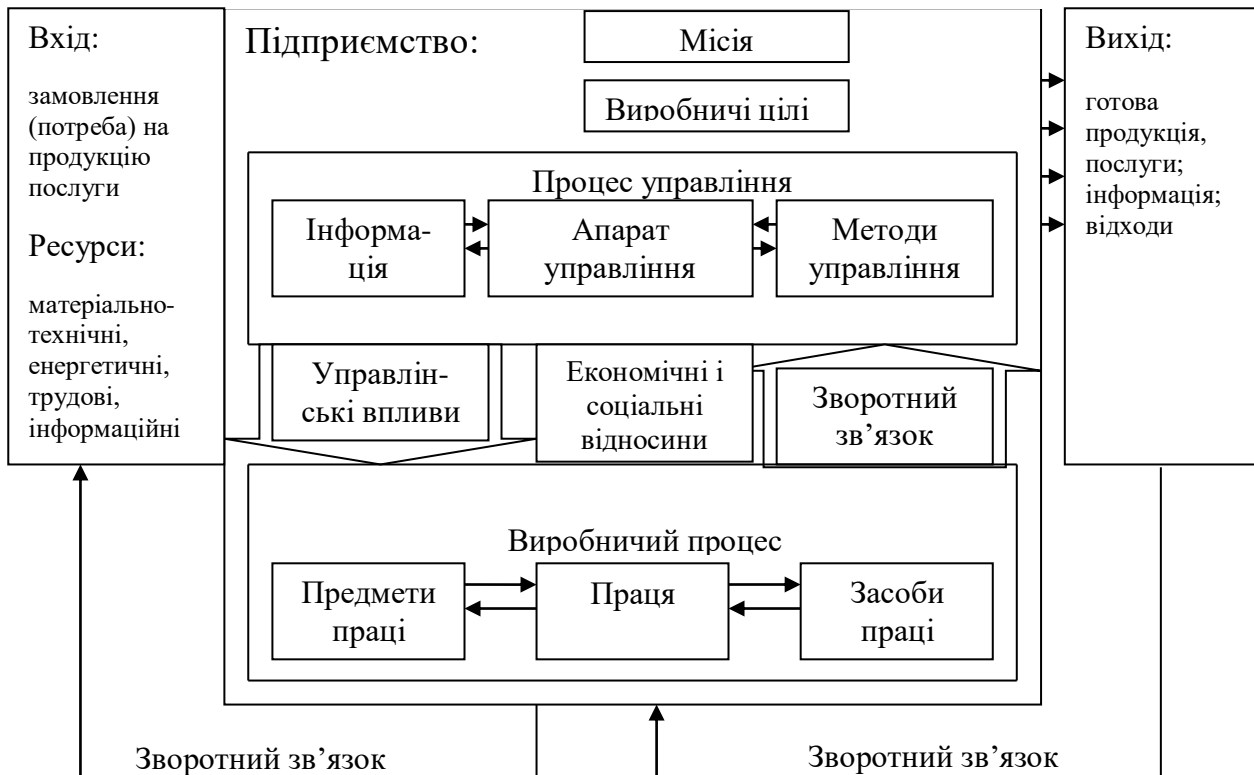 Вхід:
замовлення
(потреба) на
продукцію
послуги
Ресурси:
матеріально-
технічні,
енергетичні,
трудові,
інформаційні
Підприємство:
Місія
Виробничі цілі
Процес управління
Інформа-
ція
Апарат
управління
Методи
управління
Управлін-
ські впливи
Економічні і
соціальні
відносини
Зворотний
зв’язок
Виробничий процес
Предмети
праці
Праця
Засоби
праці
Вихід:
готова
продукція,
послуги;
інформація;
відходи
Зворотний зв’язок
Зворотний зв’язок